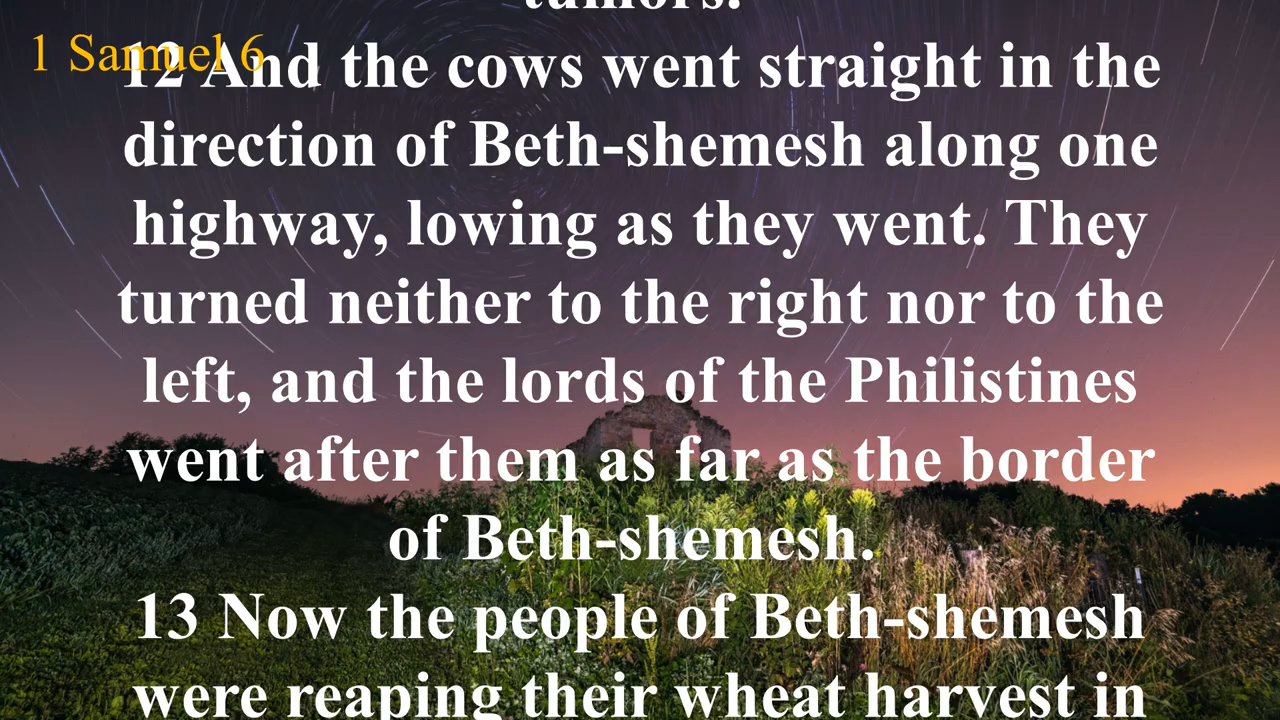 tumors.
1 Samuel 6
12 And the cows went straight in the
direction of Beth-shemesh along one
highway, lowing as they went. They
turned neither to the right nor to the
left, and the lords of the Philistines
went after them as far as the border
of Beth-shemesh.
13 Now the people of Beth-shemesh
were reaping their wheat harvest in